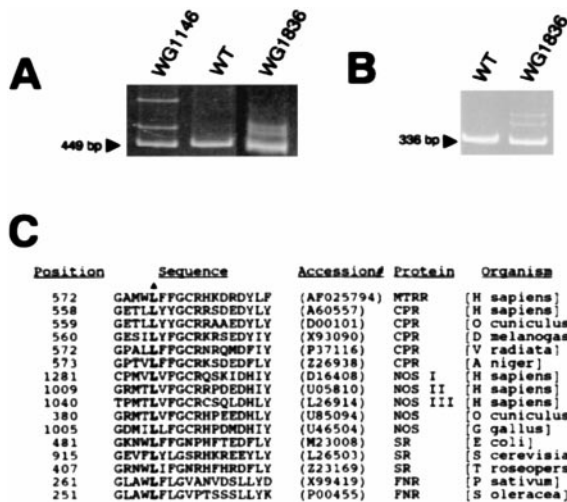 A
WG1146
WT
WG1836
449 bp
B
WT
WG1836
336 bp
C
Position Sequence Accession# Protein Organism
572 GAMWLFFGCRHKDRDYLF (AF025794) MTRR [H sapiens]
558 GETLLYYGCRRSDEDYLY (A60557) CPR [H sapiens]
559 GETLLYYGCRRAAEDYLY (D00101) CPR [O cuniculus]
560 GESILYFGCRKRSEDYIY (X93090) CPR [D melanogas
572 GPALLFFGCRNRQMDFIY (P37116) CPR [V radiata]
573 GPTVLFFGCRKSDEDFLY (Z26938) CPR [A niger]
1281 CPMVLVFGCRQSKIDHIY (D16408) NOS I [H sapiens]
1009 GRMTLVFGCRRPDEDHIY (U05810) NOS II [H sapiens]
1040 TPMTLVFGCRCSQLDHLY (L26914) NOS III [H sapiens]
380 GRMTLVFGCRHPEEDHLY (U85094) NOS [O cuniculus
1005 GDMILLFGCRHPDMDHIY (U46504) NOS [G gallus]
481 GKNWLFFGNPHFTEDFLY (M23008) SR [E coli]
915 GEVFLYLGSRHKREEYLY (L26503) SR [S cerevisia
407 GRNWLIFGNRHFHRDFLY (Z23169) SR [T roseopers
261 GLAWLFLGVANVDSLLYD (X99419) FNR [P sativum]
251 GLAWLFLGVPTSSSLLYK (P00455) FNR [S oleracea]